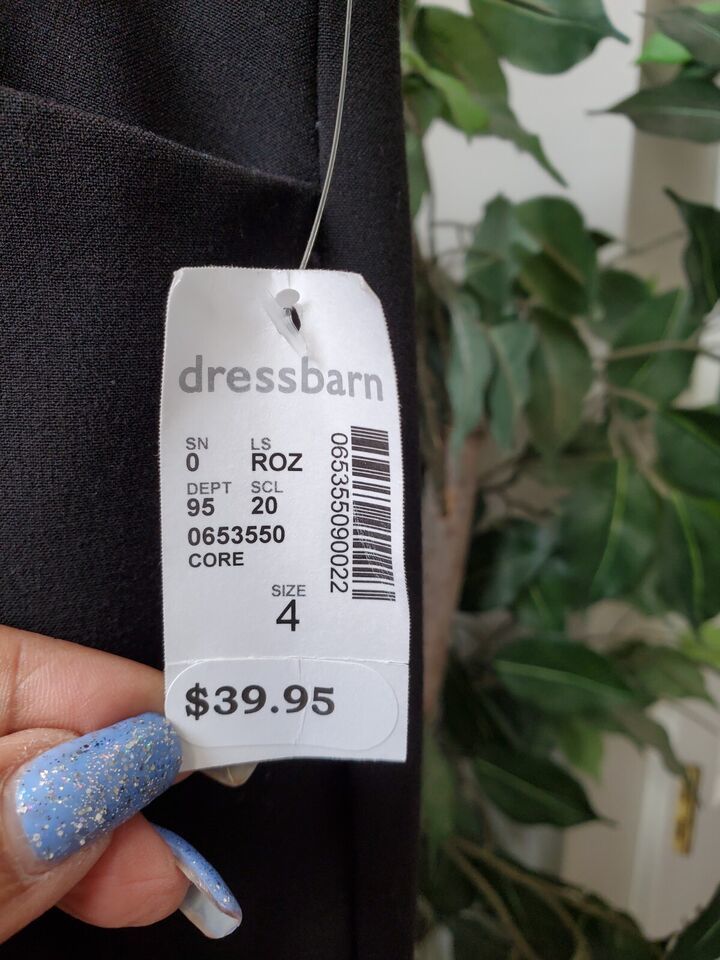 dressbarn
SN LS
0 ROZ
DEPT SCL
95 20
0653550
CORE
065355090022
SIZE
4
$39.95